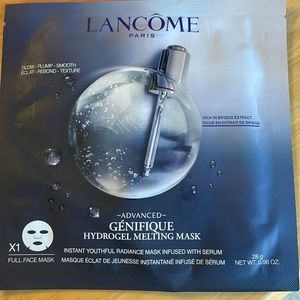 LANCÔME
PARIS
GLOW - PLUMP - SMOOTH
ÉCLAT - REBOND - TEXTURE
RICH IN BIFIDUS EXTRACT
RICHE EN EXTRAIT DE BIFIDUS
—ADVANCED—
GÉNIFIQUE
HYDROGEL MELTING MASK
X1
FULL FACE MASK
INSTANT YOUTHFUL RADIANCE MASK INFUSED WITH SERUM
MASQUE ÉCLAT DE JEUNESSE INSTANTANÉ INFUSÉ DE SÉRUM
28 g
NET WT. 0.98 OZ.